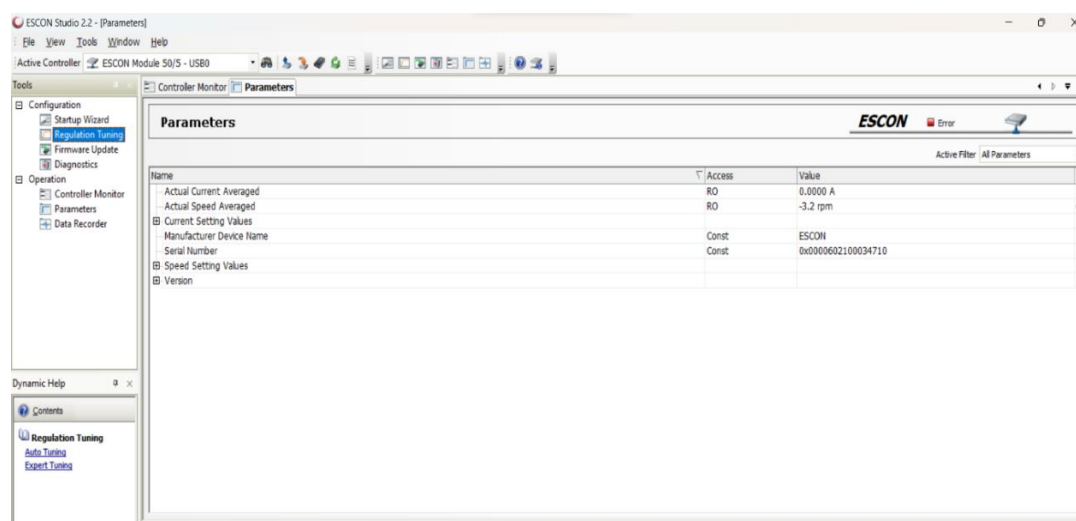 ESCON Studio 2.2 - [Parameters]
File View Tools Window Help
Active Controller ESCON Module 50/5 - USB0
Tools
Controller Monitor Parameters
Configuration
Startup Wizard
Regulation Tuning
Firmware Update
Diagnostics
Operation
Controller Monitor
Parameters
Data Recorder
Parameters
ESCON Error
Active Filter All Parameters
Name Access Value
Actual Current Averaged RO 0.0000 A
Actual Speed Averaged RO -3.2 rpm
Current Setting Values
Manufacturer Device Name Const ESCON
Serial Number Const 0x0000602100034710
Speed Setting Values
Version
Dynamic Help
Contents
Regulation Tuning
Auto Tuning
Expert Tuning